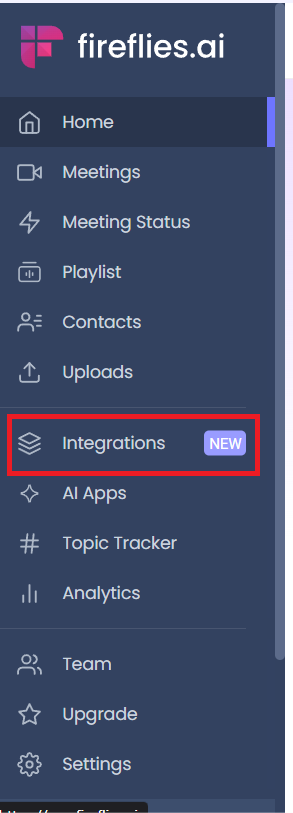 fireflies.ai
Home
Meetings
Meeting Status
Playlist
Contacts
Uploads
Integrations NEW
AI Apps
Topic Tracker
Analytics
Team
Upgrade
Settings